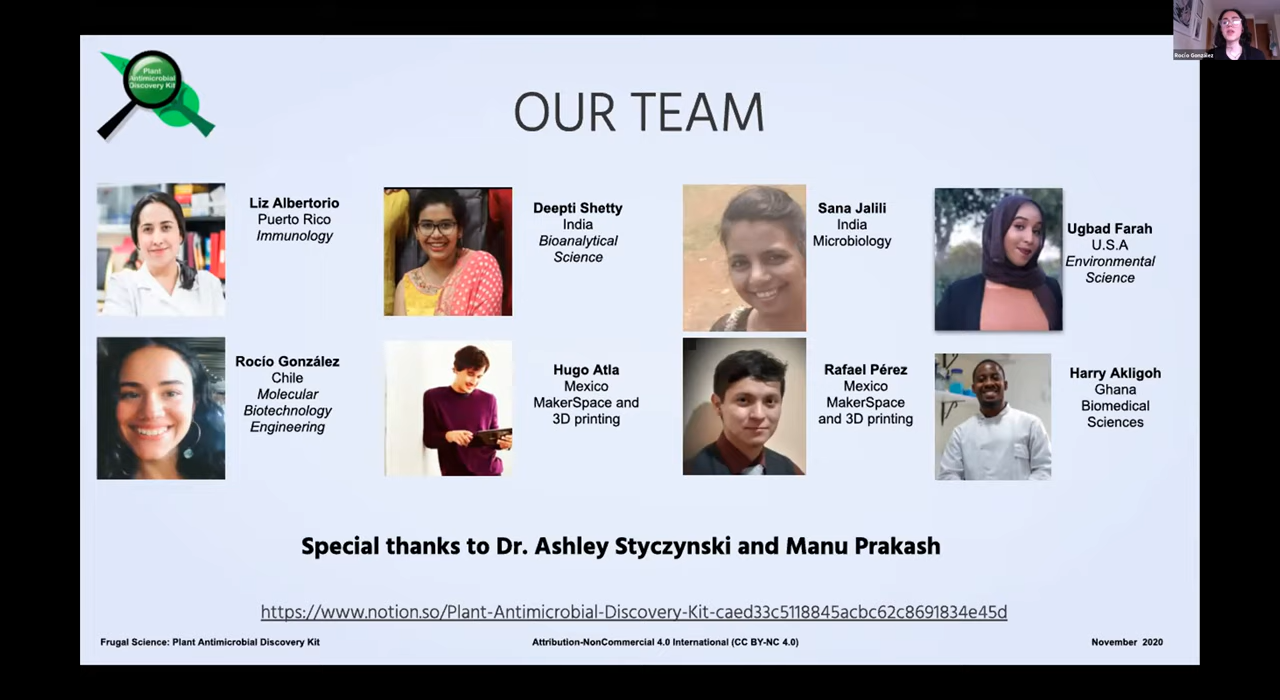 Rocío González
Plant
Antimicrobial
Discovery Kit
OUR TEAM
Liz Albertorio
Puerto Rico
Immunology
Deepti Shetty
India
Bioanalytical
Science
Sana Jalili
India
Microbiology
Ugbad Farah
U.S.A
Environmental
Science
Rocío González
Chile
Molecular
Biotechnology
Engineering
Hugo Atla
Mexico
MakerSpace and
3D printing
Rafael Pérez
Mexico
MakerSpace
and 3D printing
Harry Akligoh
Ghana
Biomedical
Sciences
Special thanks to Dr. Ashley Styczynski and Manu Prakash
https://www.notion.so/Plant-Antimicrobial-Discovery-Kit-caed33c5118845acbc62c8691834e45d
Frugal Science: Plant Antimicrobial Discovery Kit
Attribution-NonCommercial 4.0 International (CC BY-NC 4.0)
November 2020